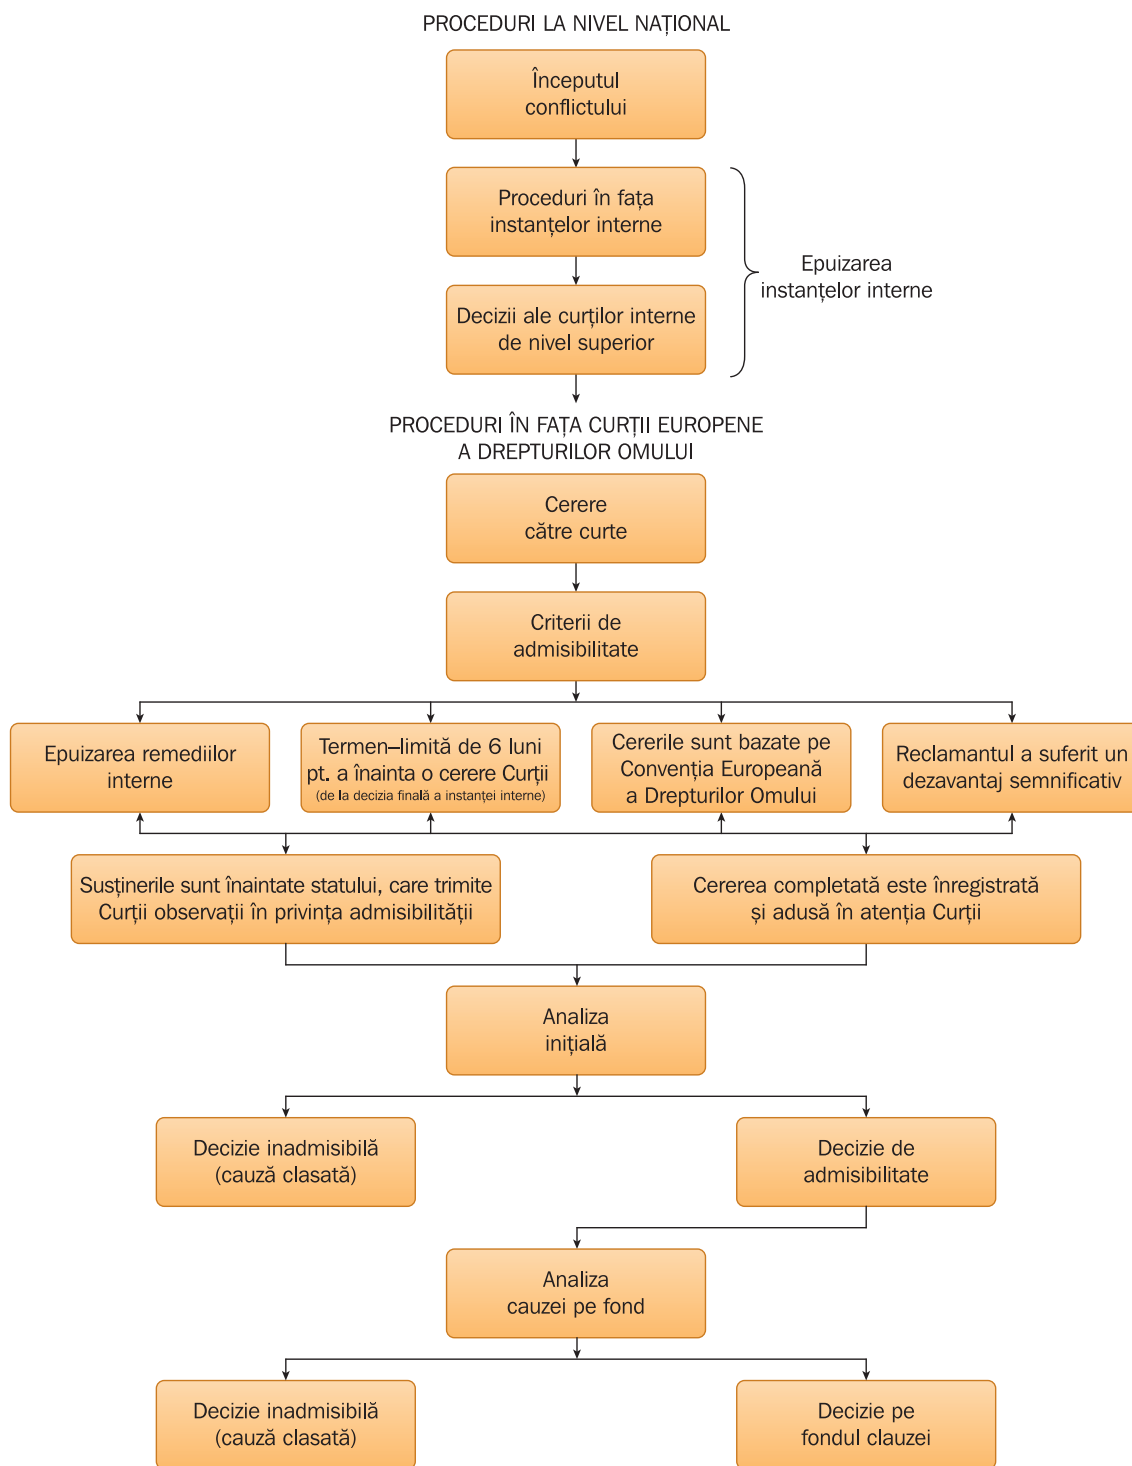 PROCEDURI LA NIVEL NAȚIONAL
Începutul
conflictului
Proceduri în fața
instanțelor interne
Decizii ale curților interne
de nivel superior
Epuizarea
instanțelor interne
PROCEDURI ÎN FAȚA CURȚII EUROPENE
A DREPTURILOR OMULUI
Cerere
către curte
Criterii de
admisibilitate
Epuizarea remediilor
interne
Termen–limită de 6 luni
pt. a înainta o cerere Curții
(de la decizia finală a instanței interne)
Cererile sunt bazate pe
Convenția Europeană
a Drepturilor Omului
Reclamantul a suferit un
dezavantaj semnificativ
Susținerile sunt înaintate statului, care trimite
Curții observații în privința admisibilității
Cererea completată este înregistrată
și adusă în atenția Curții
Analiza
inițială
Decizie inadmisibilă
(cauză clasată)
Decizie de
admisibilitate
Analiza
cauzei pe fond
Decizie inadmisibilă
(cauză clasată)
Decizie pe
fondul clauzei